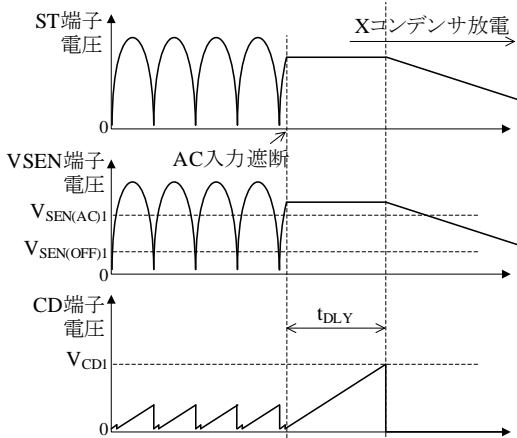 ST端子
電圧
Xコンデンサ放電
0
AC入力遮断
VSEN端子
電圧
VSEN(AC)1
VSEN(OFF)1
0
CD端子
電圧
tDLY
VCD1
0